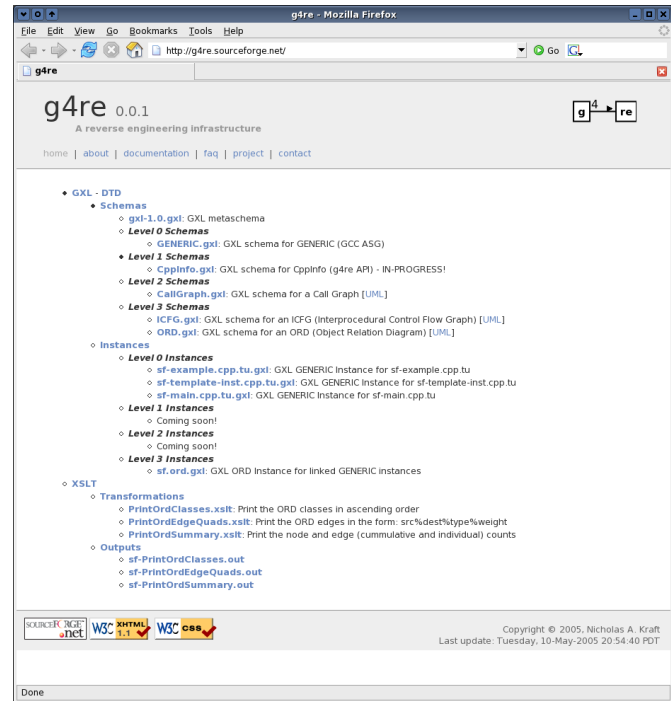 g4re - Mozilla Firefox
File Edit View Go Bookmarks Tools Help
http://g4re.sourceforge.net/ Go
g4re
g4re 0.0.1
A reverse engineering infrastructure
g 4 re
home | about | documentation | faq | project | contact
GXL - DTD
Schemas
gxl-1.0.gxl: GXL metaschema
Level 0 Schemas
GENERIC.gxl: GXL schema for GENERIC (GCC ASG)
Level 1 Schemas
CppInfo.gxl: GXL schema for CppInfo (g4re API) - IN-PROGRESS!
Level 2 Schemas
CallGraph.gxl: GXL schema for a Call Graph [UML]
Level 3 Schemas
ICFG.gxl: GXL schema for an ICFG (Interprocedural Control Flow Graph) [UML]
ORD.gxl: GXL schema for an ORD (Object Relation Diagram) [UML]
Instances
Level 0 Instances
sf-example.cpp.tu.gxl: GXL GENERIC Instance for sf-example.cpp.tu
sf-template-inst.cpp.tu.gxl: GXL GENERIC Instance for sf-template-inst.cpp.tu
sf-main.cpp.tu.gxl: GXL GENERIC Instance for sf-main.cpp.tu
Level 1 Instances
Coming soon!
Level 2 Instances
Coming soon!
Level 3 Instances
sf.ord.gxl: GXL ORD Instance for linked GENERIC instances
XSLT
Transformations
PrintOrdClasses.xslt: Print the ORD classes in ascending order
PrintOrdEdgeQuads.xslt: Print the ORD edges in the form: src%dest%type%weight
PrintOrdSummary.xslt: Print the node and edge (cummulative and individual) counts
Outputs
sf-PrintOrdClasses.out
sf-PrintOrdEdgeQuads.out
sf-PrintOrdSummary.out
SOURCEFORGE .net W3C XHTML 1.1 W3C css
Copyright © 2005, Nicholas A. Kraft
Last update: Tuesday, 10-May-2005 20:54:40 PDT
Done